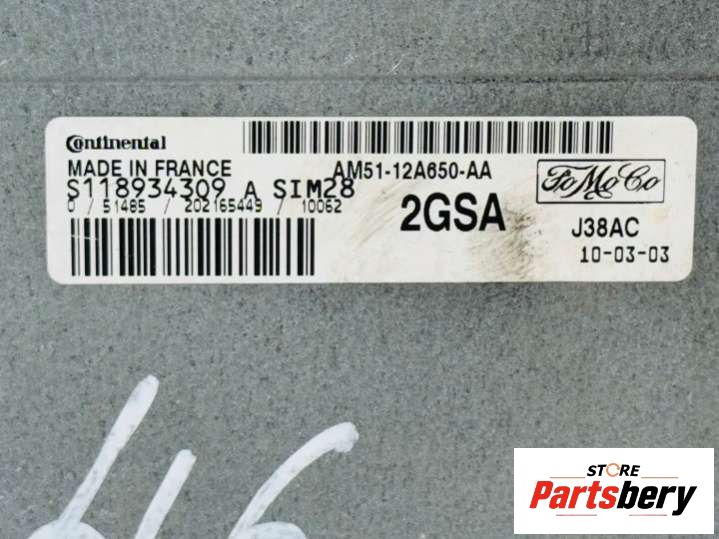 Continental
MADE IN FRANCE
AM51-12A650-AA
S118934309 A SIM28
0 / 51485 / 202165449 / 10062
2GSA
FoMoCo
J38AC
10-03-03
STORE
Partsbery